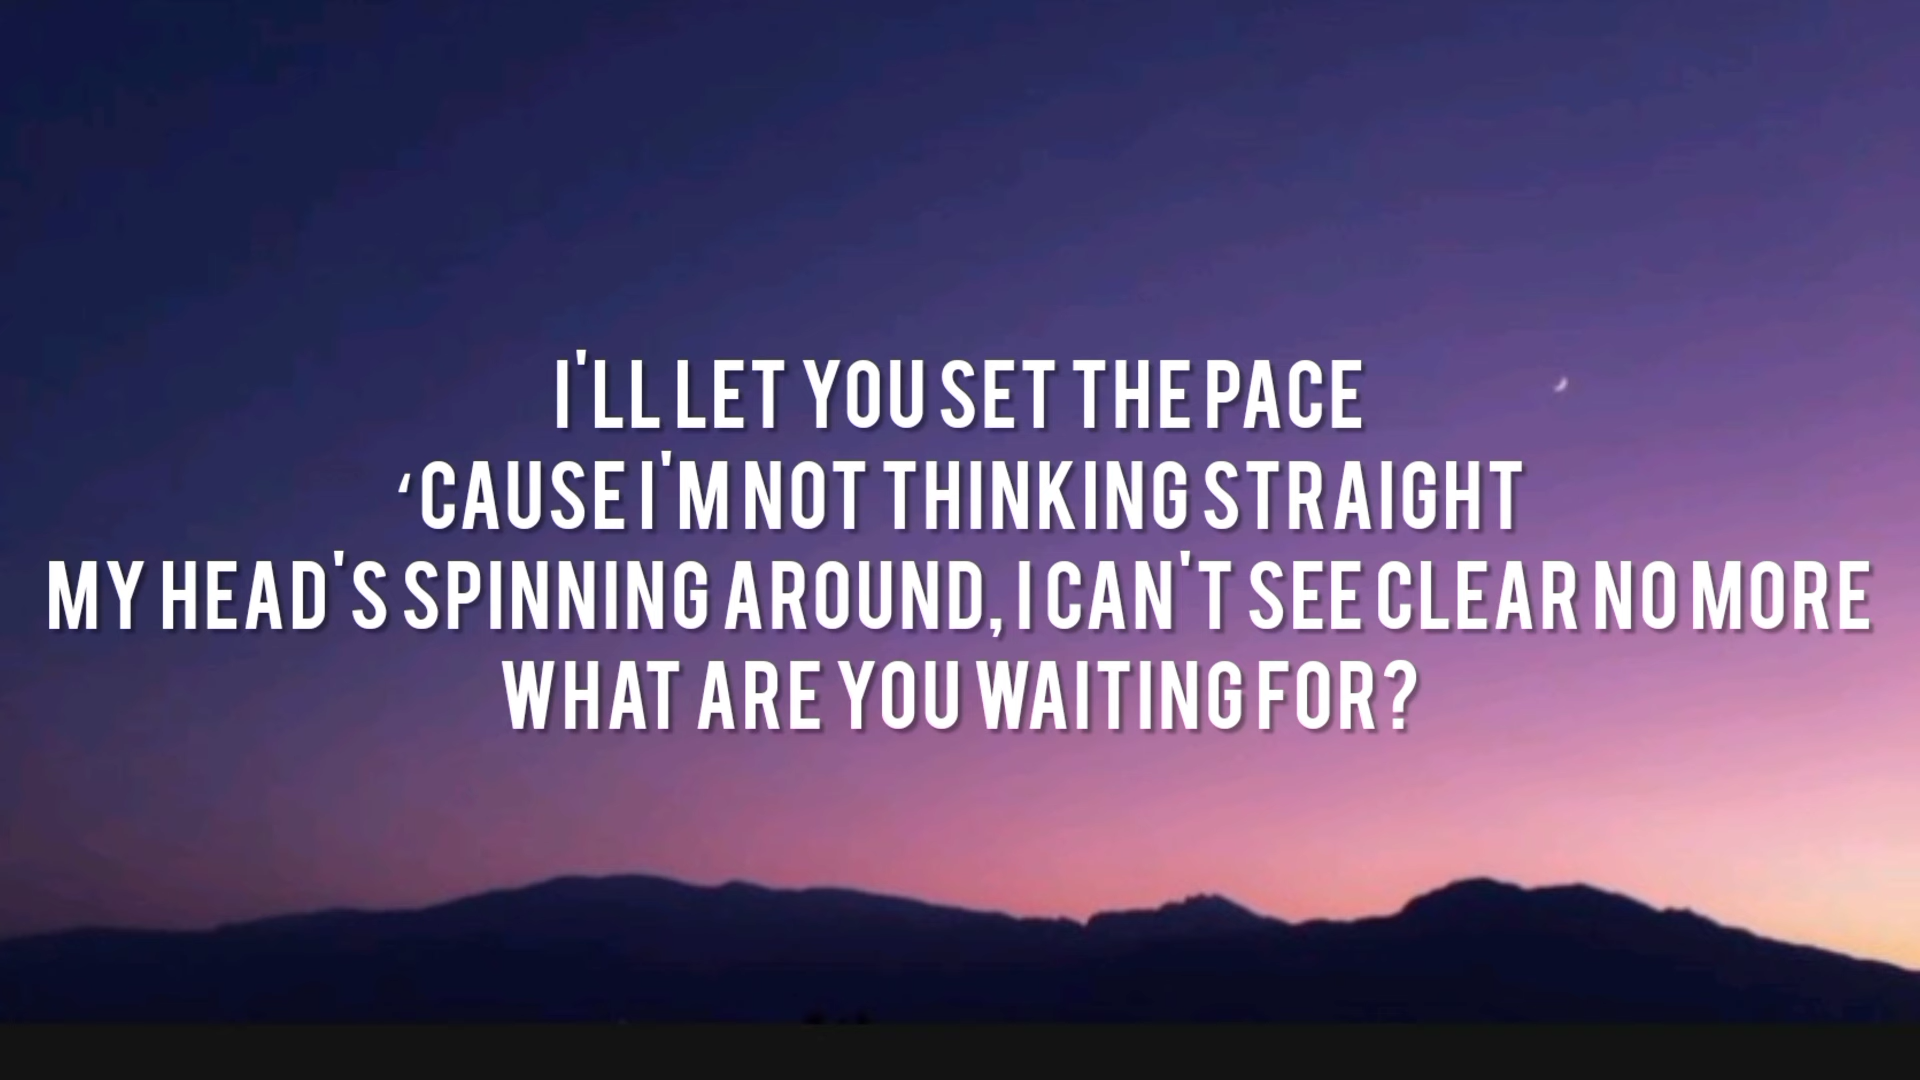 I'LL LET YOU SET THE PACE
‘CAUSE I'M NOT THINKING STRAIGHT
MY HEAD'S SPINNING AROUND, I CAN'T SEE CLEAR NO MORE
WHAT ARE YOU WAITING FOR?